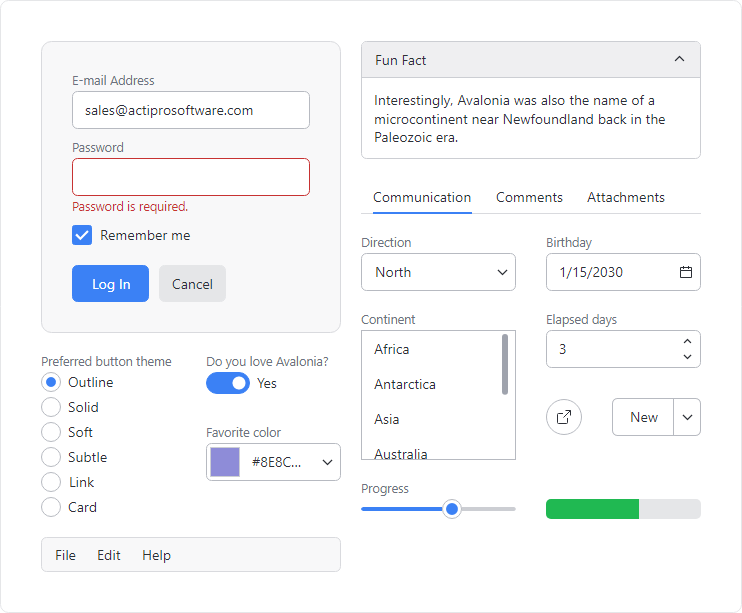 E-mail Address
sales@actiprosoftware.com
Password
Password is required.
Remember me
Log In
Cancel
Preferred button theme
Outline
Solid
Soft
Subtle
Link
Card
Do you love Avalonia?
Yes
Favorite color
#8E8C...
File
Edit
Help
Fun Fact
Interestingly, Avalonia was also the name of a
microcontinent near Newfoundland back in the
Paleozoic era.
Communication
Comments
Attachments
Direction
North
Birthday
1/15/2030
Continent
Africa
Antarctica
Asia
Australia
Elapsed days
3
New
Progress